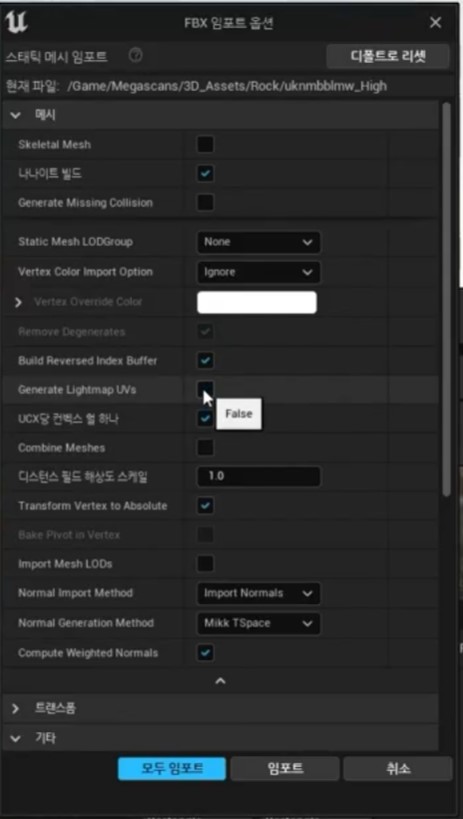 FBX 임포트 옵션
스태틱 메시 임포트
디폴트로 리셋
현재 파일: /Game/Megascans/3D_Assets/Rock/uknmbblmw_High
메시
Skeletal Mesh
나나이트 빌드
Generate Missing Collision
Static Mesh LODGroup None
Vertex Color Import Option Ignore
Vertex Override Color
Remove Degenerates
Build Reversed Index Buffer
Generate Lightmap UVs
False
UCX당 컨벡스 헐 하나
Combine Meshes
디스턴스 필드 해상도 스케일 1.0
Transform Vertex to Absolute
Bake Pivot in Vertex
Import Mesh LODs
Normal Import Method Import Normals
Normal Generation Method Mikk TSpace
Compute Weighted Normals
트랜스폼
기타
모두 임포트 임포트 취소